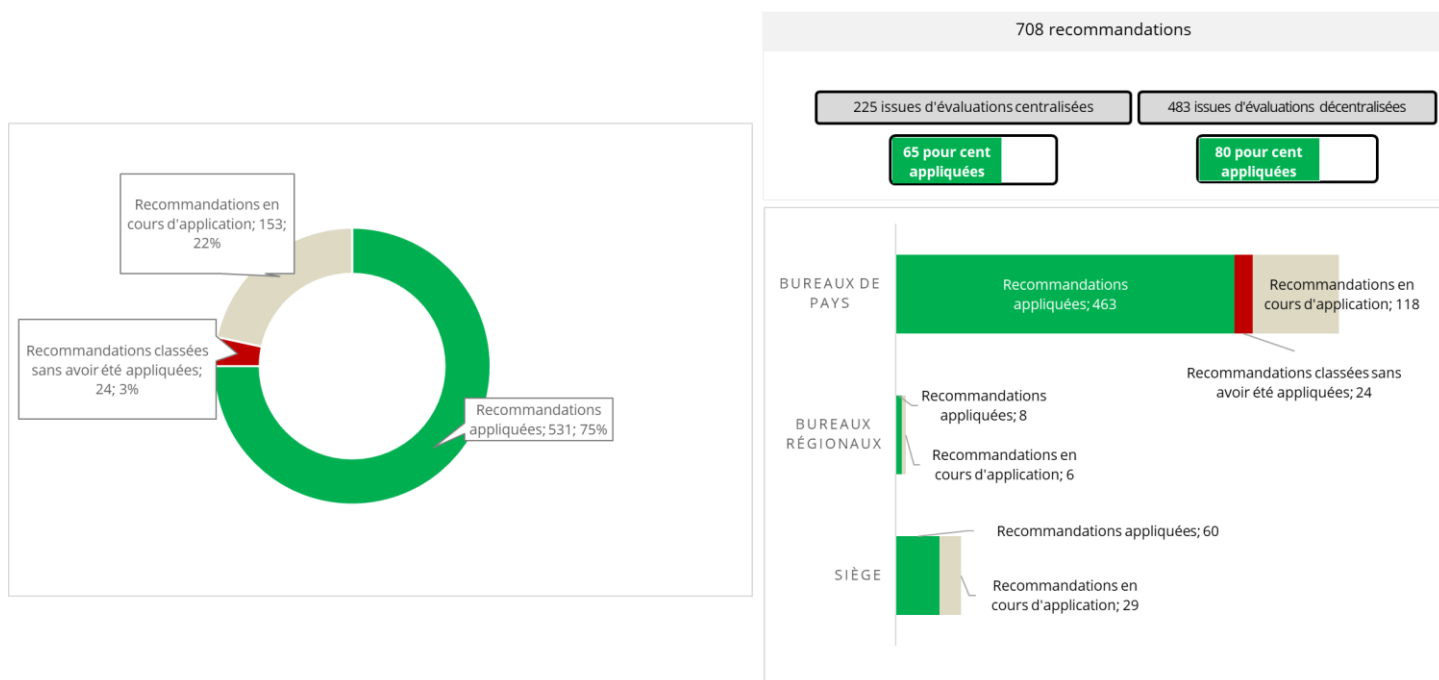 Recommandations en
cours d'application; 153;
22%
Recommandations classées
sans avoir été appliquées;
24; 3%
Recommandations
appliquées; 531; 75%
708 recommandations
225 issues d'évaluations centralisées
483 issues d'évaluations décentralisées
65 pour cent
appliquées
80 pour cent
appliquées
BUREAUX DE
PAYS
Recommandations
appliquées; 463
Recommandations en
cours d'application; 118
Recommandations classées sans
avoir été appliquées; 24
BUREAUX
RÉGIONAUX
Recommandations
appliquées; 8
Recommandations en
cours d'application; 6
SIÈGE
Recommandations appliquées; 60
Recommandations en
cours d'application; 29